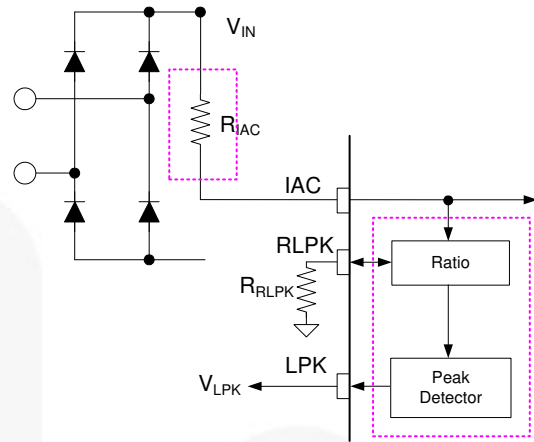 V_IN
R_IAC
IAC
RLPK
Ratio
R_RLPK
LPK
V_LPK
Peak
Detector